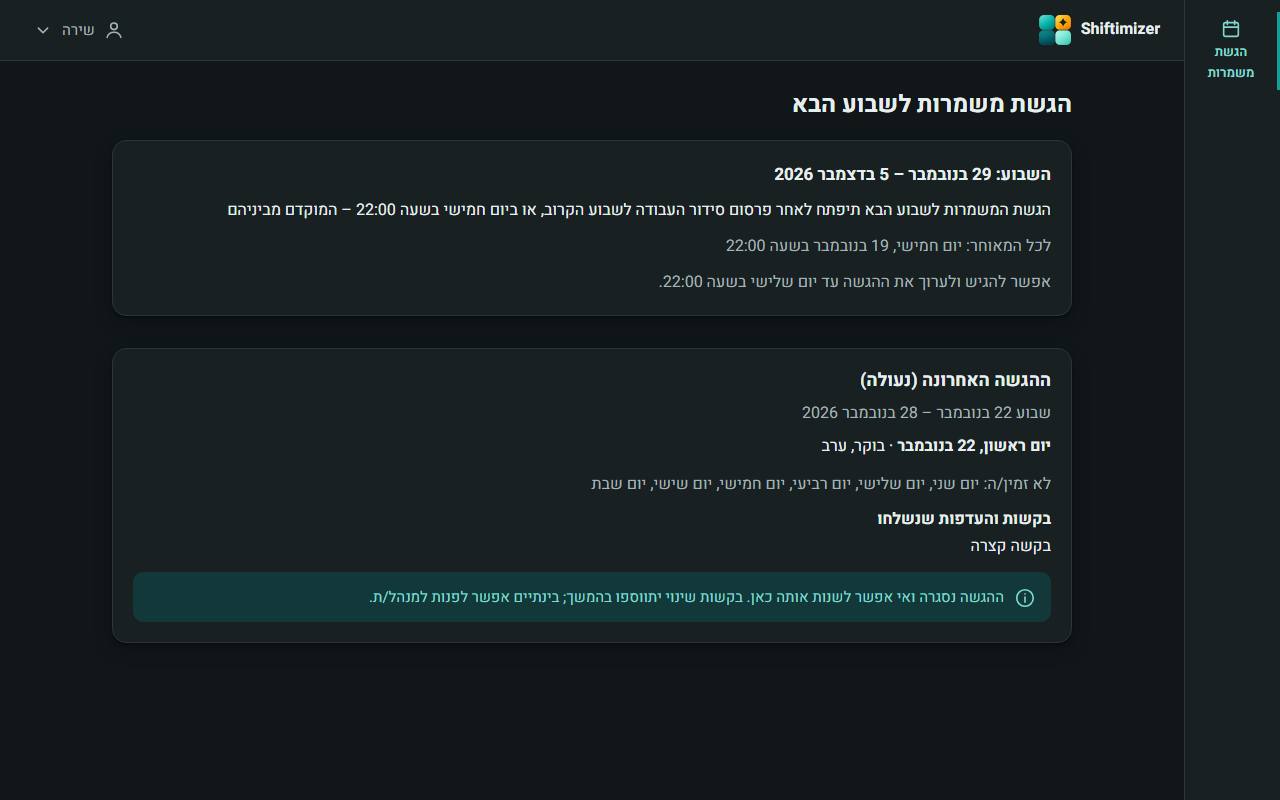 הגשת
משמרות
Shiftimizer
שירה
הגשת משמרות לשבוע הבא
השבוע: 29 בנובמבר – 5 בדצמבר 2026
הגשת המשמרות לשבוע הבא תיפתח לאחר פרסום סידור העבודה לשבוע הקרוב, או ביום חמישי בשעה 22:00 – המוקדם מביניהם
לכל המאוחר: יום חמישי, 19 בנובמבר בשעה 22:00
אפשר להגיש ולערוך את ההגשה עד יום שלישי בשעה 22:00.
ההגשה האחרונה (נעולה)
שבוע 22 בנובמבר – 28 בנובמבר 2026
יום ראשון, 22 בנובמבר · בוקר, ערב
לא זמין/ה: יום שני, יום שלישי, יום רביעי, יום חמישי, יום שישי, יום שבת
בקשות והעדפות שנשלחו
בקשה קצרה
ההגשה נסגרה ואי אפשר לשנות אותה כאן. בקשות שינוי יתווספו בהמשך; בינתיים אפשר לפנות למנהל/ת.